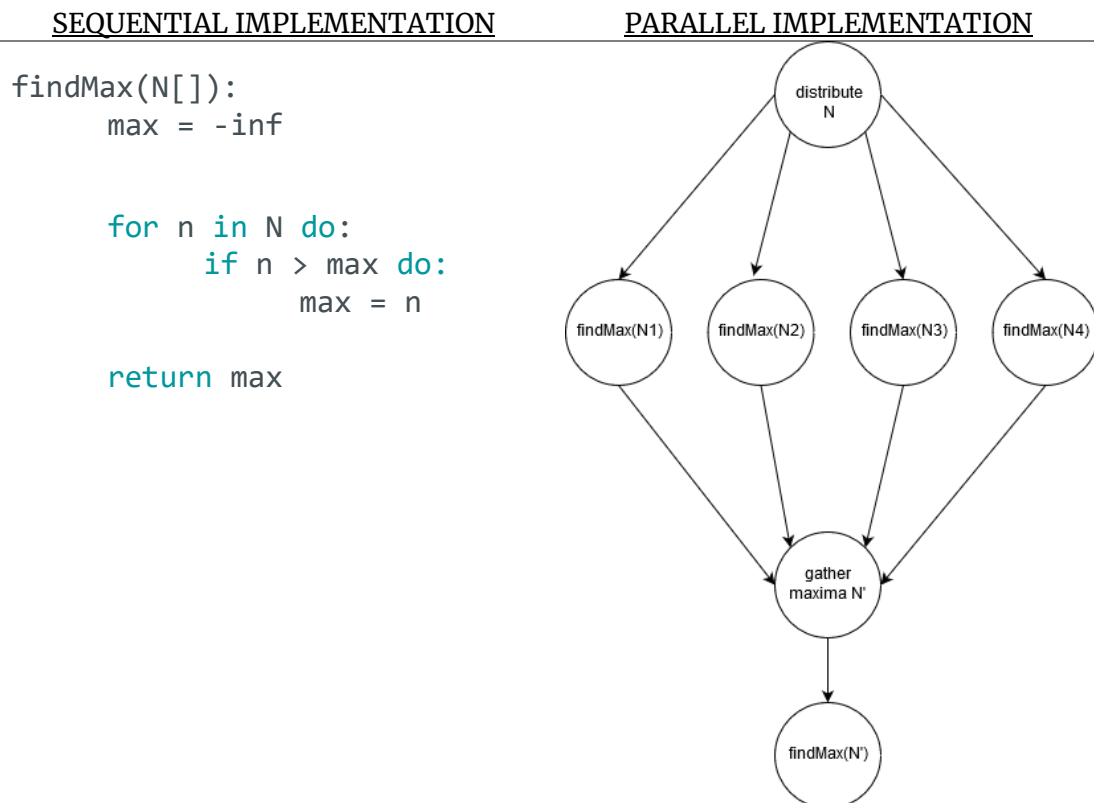 SEQUENTIAL IMPLEMENTATION
findMax(N[]):
max = -inf
for n in N do:
if n > max do:
max = n
return max
PARALLEL IMPLEMENTATION
distribute
N
findMax(N1)
findMax(N2)
findMax(N3)
findMax(N4)
gather
maxima N'
findMax(N')